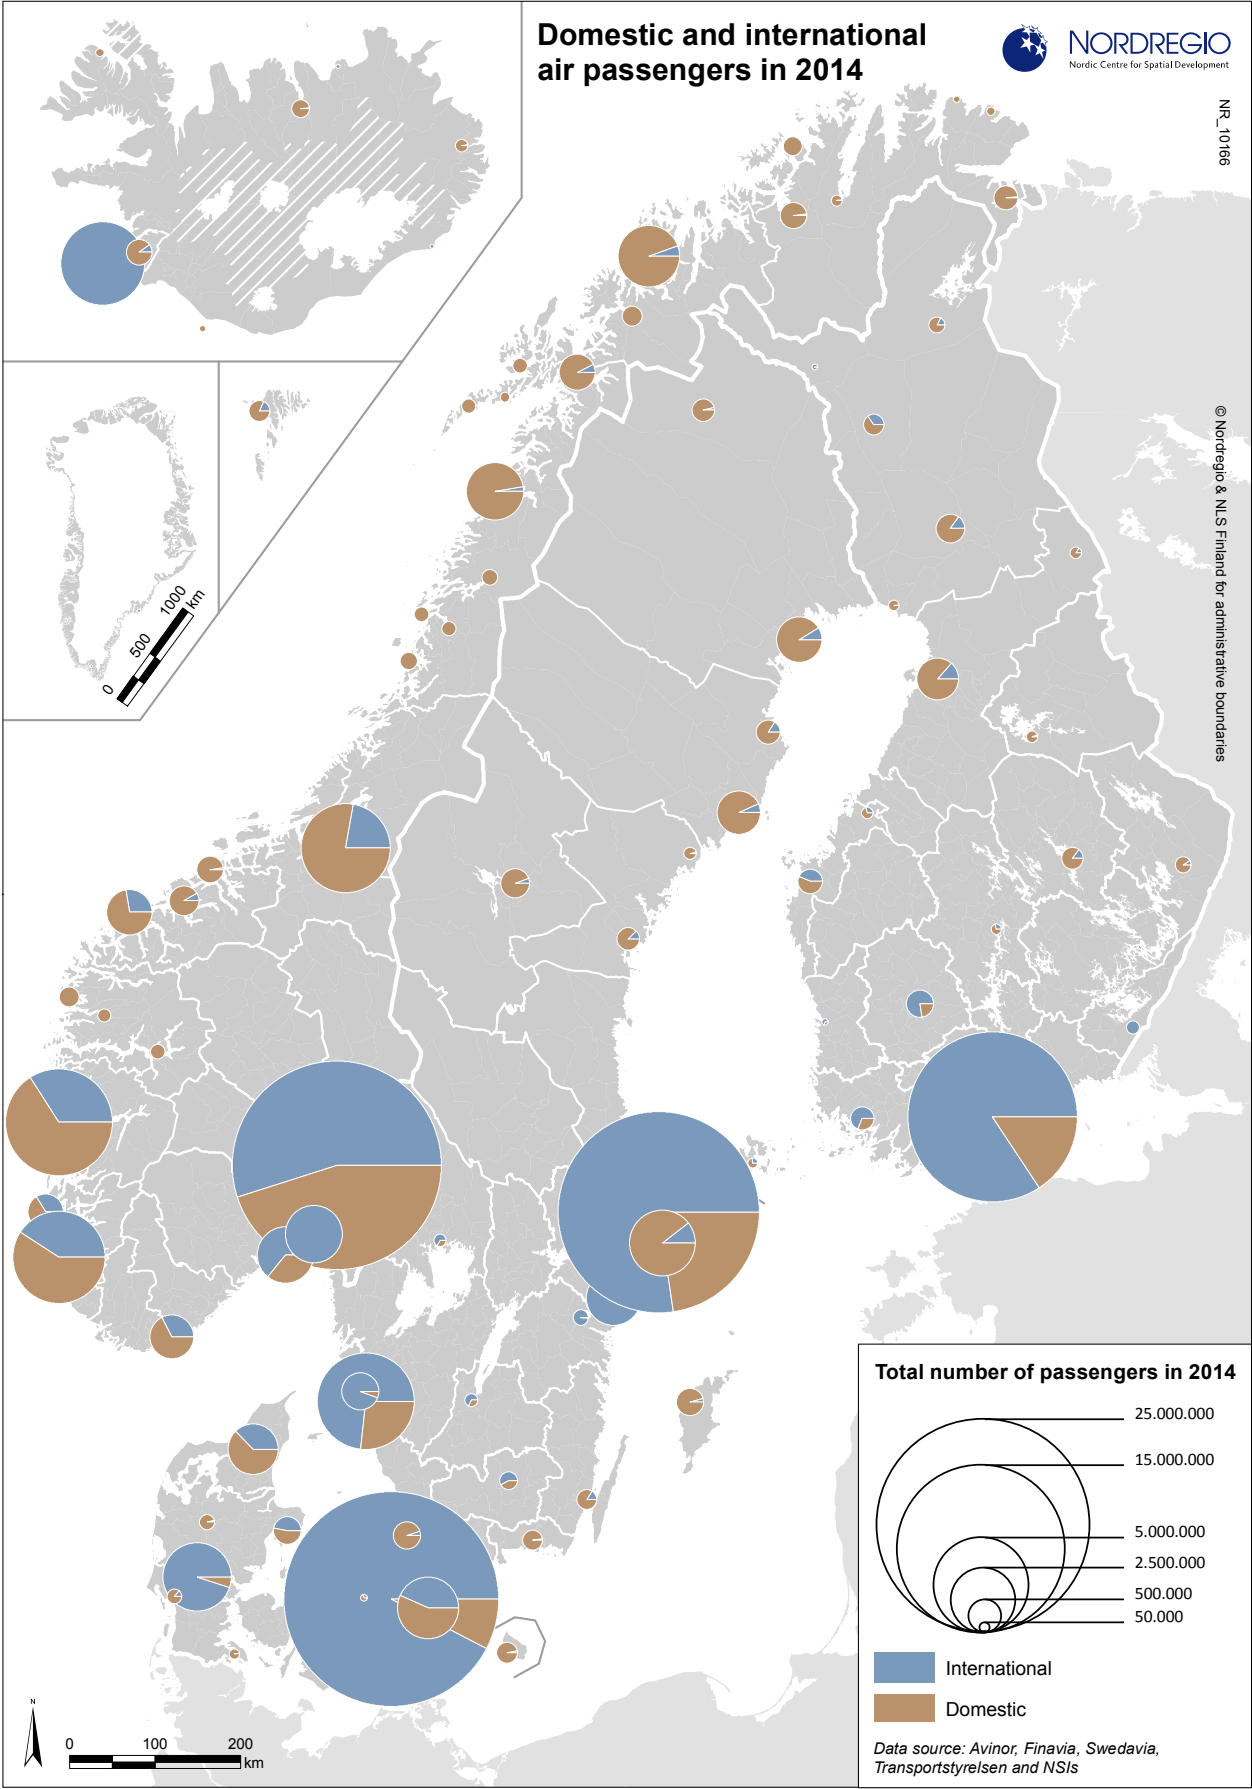 Domestic and international
air passengers in 2014
NORDREGIO
Nordic Centre for Spatial Development
NR_10166
© Nordregio & NLS Finland for administrative boundaries
0
500
1000
km
Total number of passengers in 2014
25.000.000
15.000.000
5.000.000
2.500.000
500.000
50.000
International
Domestic
Data source: Avinor, Finavia, Swedavia,
Transportstyrelsen and NSIs
N
0 100 200
km